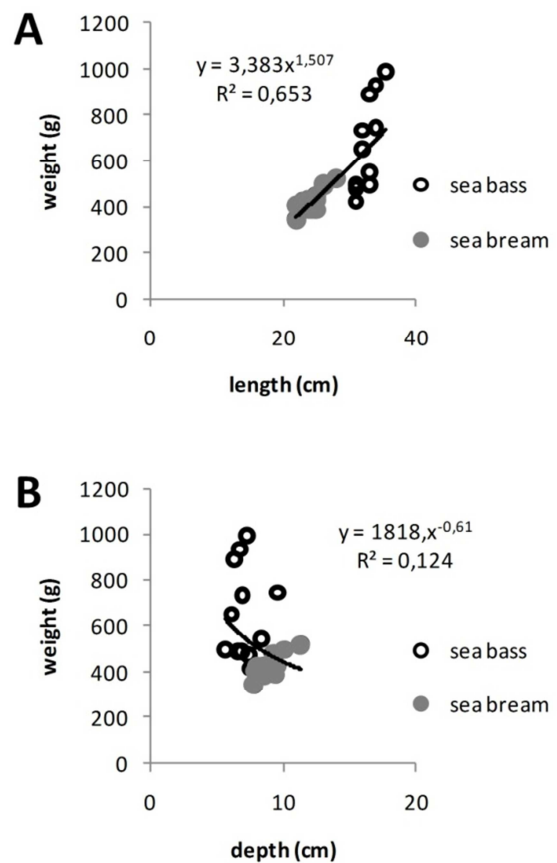 A
1200
1000
800
600
400
200
0
weight (g)
y = 3,383x^1,507
R² = 0,653
sea bass
sea bream
0 20 40
length (cm)
B
1200
1000
800
600
400
200
0
weight (g)
y = 1818,x^-0,61
R² = 0,124
sea bass
sea bream
0 10 20
depth (cm)